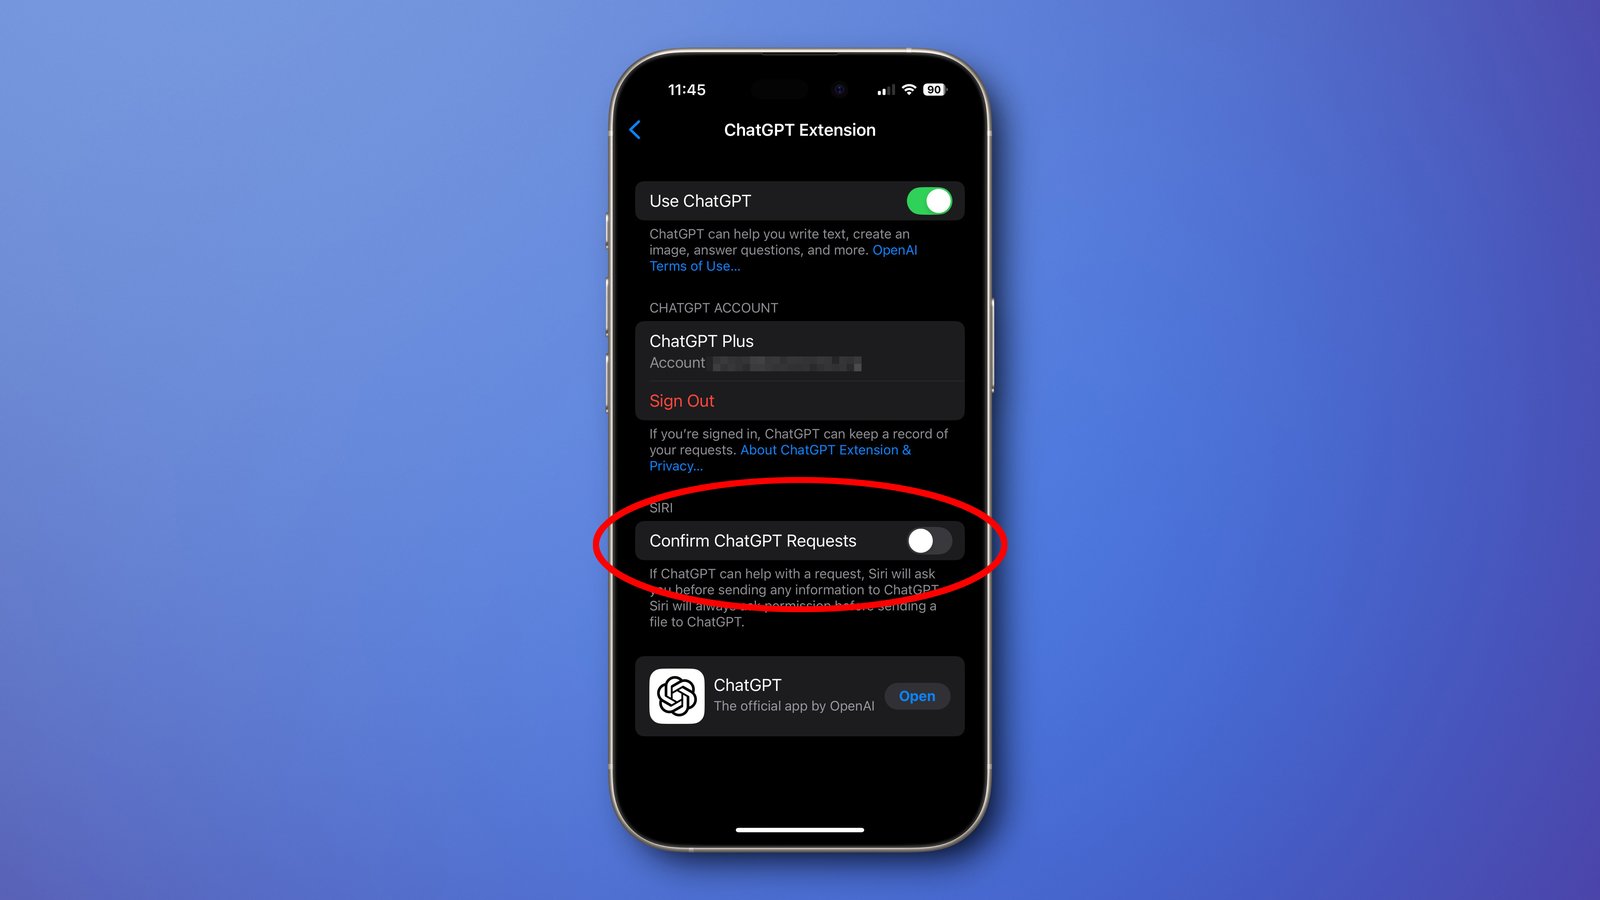 11:45
90
ChatGPT Extension
Use ChatGPT
ChatGPT can help you write text, create an
image, answer questions, and more. OpenAI
Terms of Use...
CHATGPT ACCOUNT
ChatGPT Plus
Account
Sign Out
If you’re signed in, ChatGPT can keep a record of
your requests. About ChatGPT Extension &
Privacy...
SIRI
Confirm ChatGPT Requests
If ChatGPT can help with a request, Siri will ask
you before sending any information to ChatGPT.
Siri will always ask permission before sending a
file to ChatGPT.
ChatGPT
The official app by OpenAI
Open